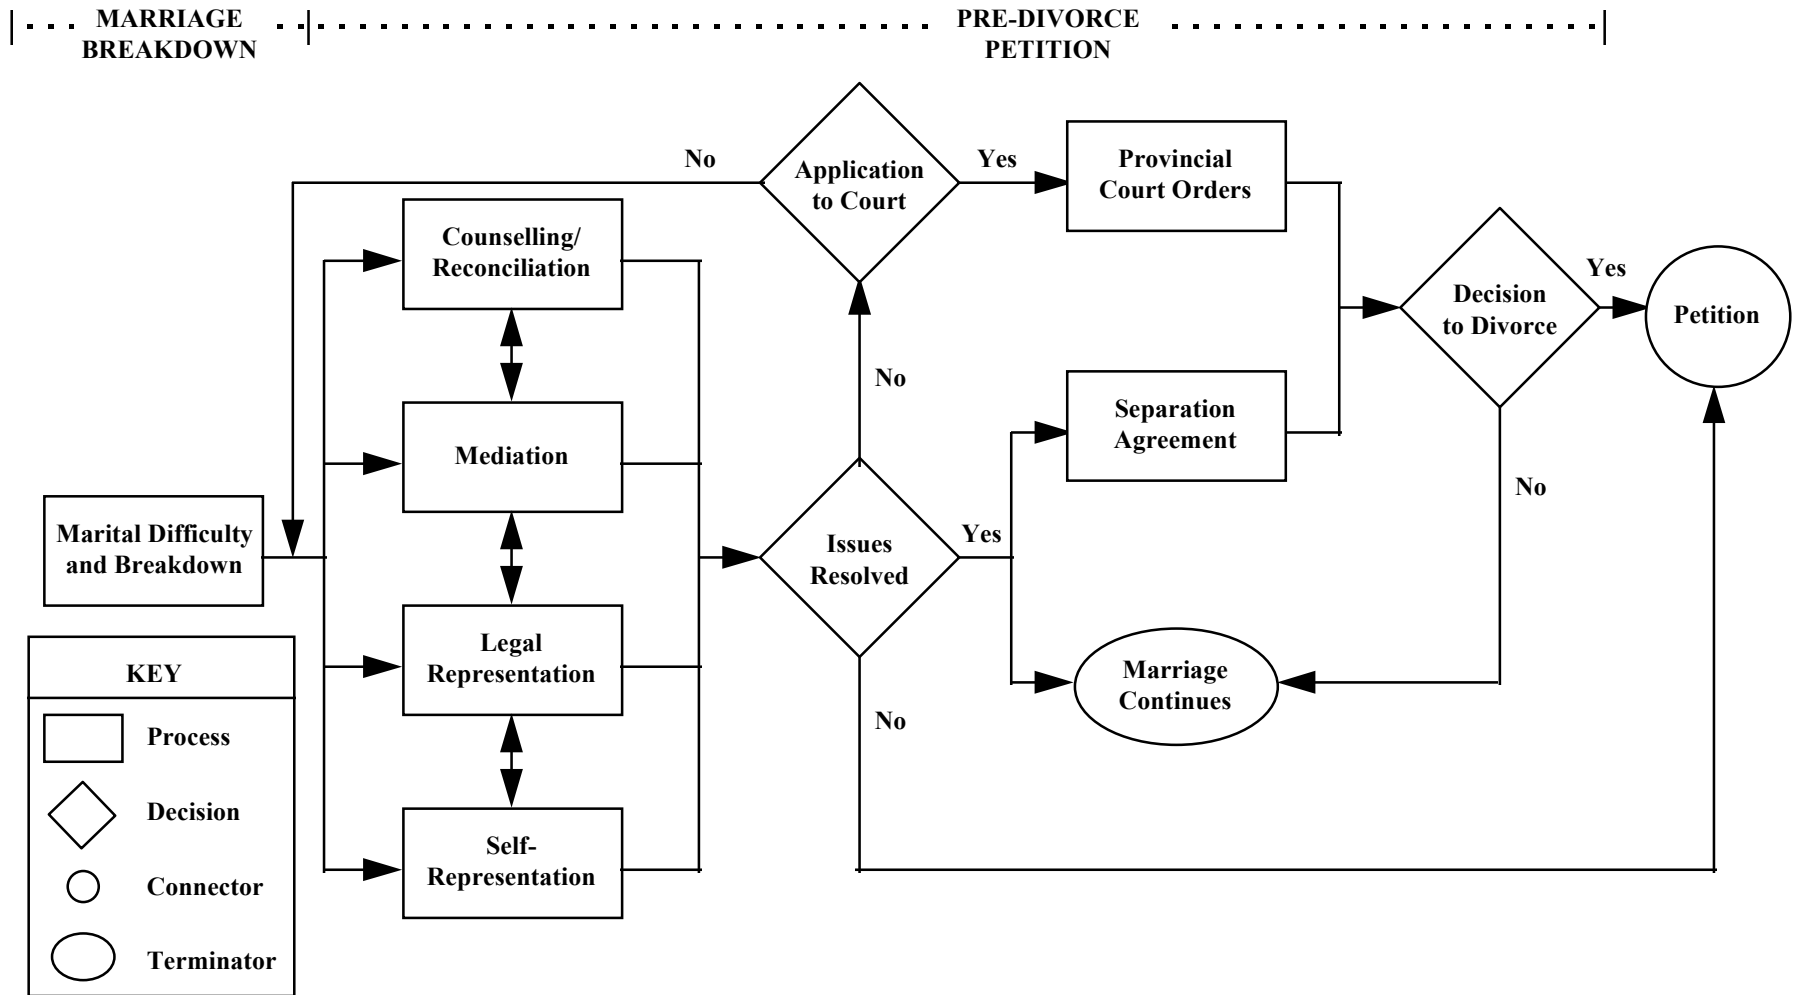 MARRIAGE
BREAKDOWN
PRE-DIVORCE
PETITION
No
Application
to Court
Yes
Provincial
Court Orders
Counselling/
Reconciliation
Decision
to Divorce
Yes
Petition
No
Separation
Agreement
Mediation
No
Marital Difficulty
and Breakdown
Issues
Resolved
Yes
Legal
Representation
Marriage
Continues
No
Self-
Representation
KEY
Process
Decision
Connector
Terminator